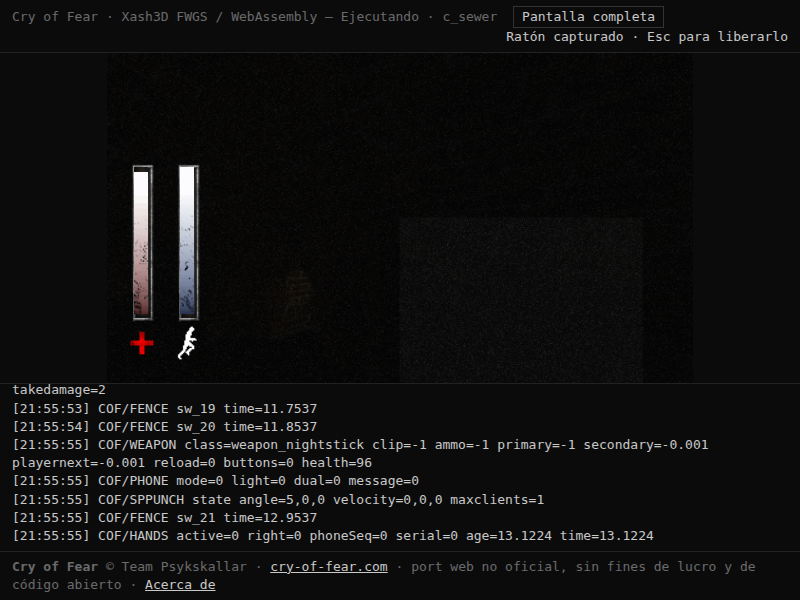 Cry of Fear · Xash3D FWGS / WebAssembly — Ejecutando · c_sewer Pantalla completa
Ratón capturado · Esc para liberarlo
takedamage=2
[21:55:53] COF/FENCE sw_19 time=11.7537
[21:55:54] COF/FENCE sw_20 time=11.8537
[21:55:55] COF/WEAPON class=weapon_nightstick clip=-1 ammo=-1 primary=-1 secondary=-0.001
playernext=-0.001 reload=0 buttons=0 health=96
[21:55:55] COF/PHONE mode=0 light=0 dual=0 message=0
[21:55:55] COF/SPPUNCH state angle=5,0,0 velocity=0,0,0 maxclients=1
[21:55:55] COF/FENCE sw_21 time=12.9537
[21:55:55] COF/HANDS active=0 right=0 phoneSeq=0 serial=0 age=13.1224 time=13.1224
Cry of Fear © Team Psykskallar · cry-of-fear.com · port web no oficial, sin fines de lucro y de
código abierto · Acerca de